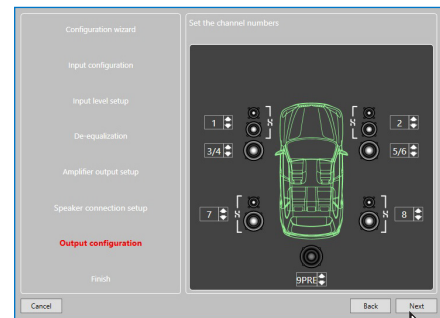 Configuration wizard
Input configuration
Input level setup
De-equalization
Amplifier output setup
Speaker connection setup
Output configuration
Finish
Set the channel numbers
1
2
3/4
5/6
7
8
9PRE
Cancel
Back
Next